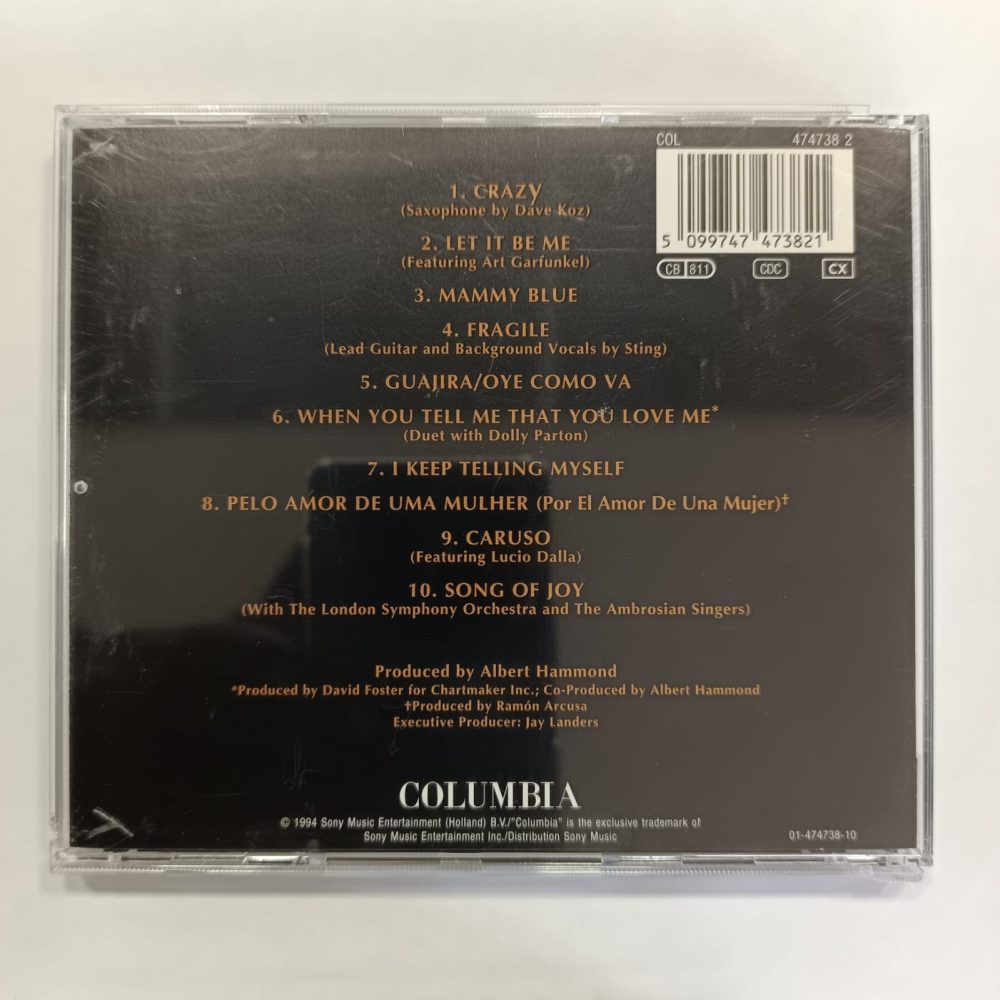 COL 474738 2
5 099747 473821
CB 811 CDC CX
1. CRAZY
(Saxophone by Dave Koz)
2. LET IT BE ME
(Featuring Art Garfunkel)
3. MAMMY BLUE
4. FRAGILE
(Lead Guitar and Background Vocals by Sting)
5. GUAJIRA/OYE COMO VA
6. WHEN YOU TELL ME THAT YOU LOVE ME*
(Duet with Dolly Parton)
7. I KEEP TELLING MYSELF
8. PELO AMOR DE UMA MULHER (Por El Amor De Una Mujer)†
9. CARUSO
(Featuring Lucio Dalla)
10. SONG OF JOY
(With The London Symphony Orchestra and The Ambrosian Singers)
Produced by Albert Hammond
*Produced by David Foster for Chartmaker Inc.; Co-Produced by Albert Hammond
†Produced by Ramón Arcusa
Executive Producer: Jay Landers
COLUMBIA
© 1994 Sony Music Entertainment (Holland) B.V./"Columbia" is the exclusive trademark of
Sony Music Entertainment Inc./Distribution Sony Music
01-474738-10